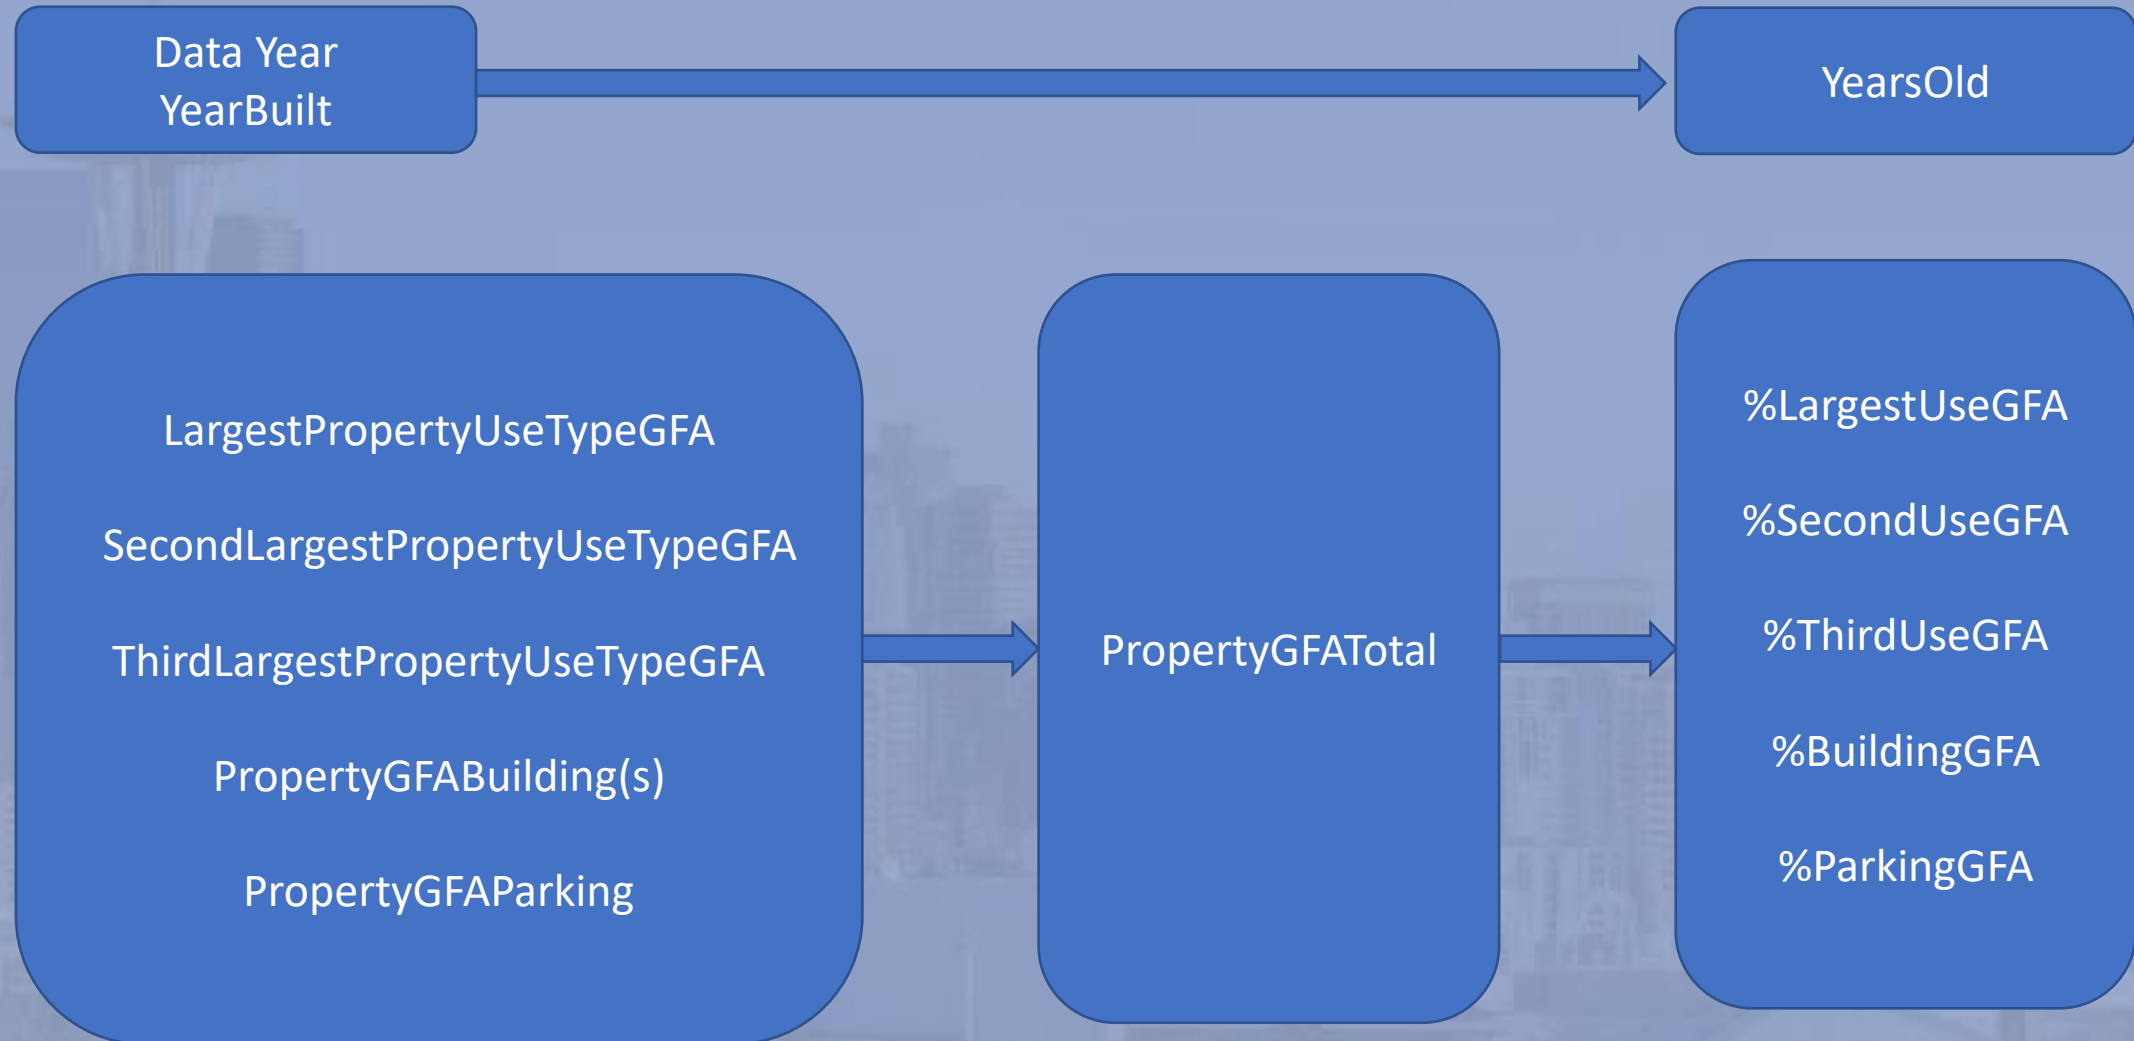 Data Year
YearBuilt
YearsOld
LargestPropertyUseTypeGFA
SecondLargestPropertyUseTypeGFA
ThirdLargestPropertyUseTypeGFA
PropertyGFABuilding(s)
PropertyGFAParking
PropertyGFATotal
%LargestUseGFA
%SecondUseGFA
%ThirdUseGFA
%BuildingGFA
%ParkingGFA